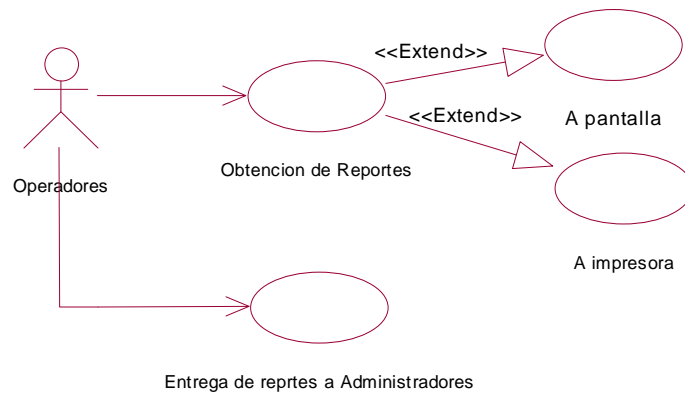 <<Extend>>
<<Extend>>
A pantalla
Obtencion de Reportes
Operadores
A impresora
Entrega de reprtes a Administradores